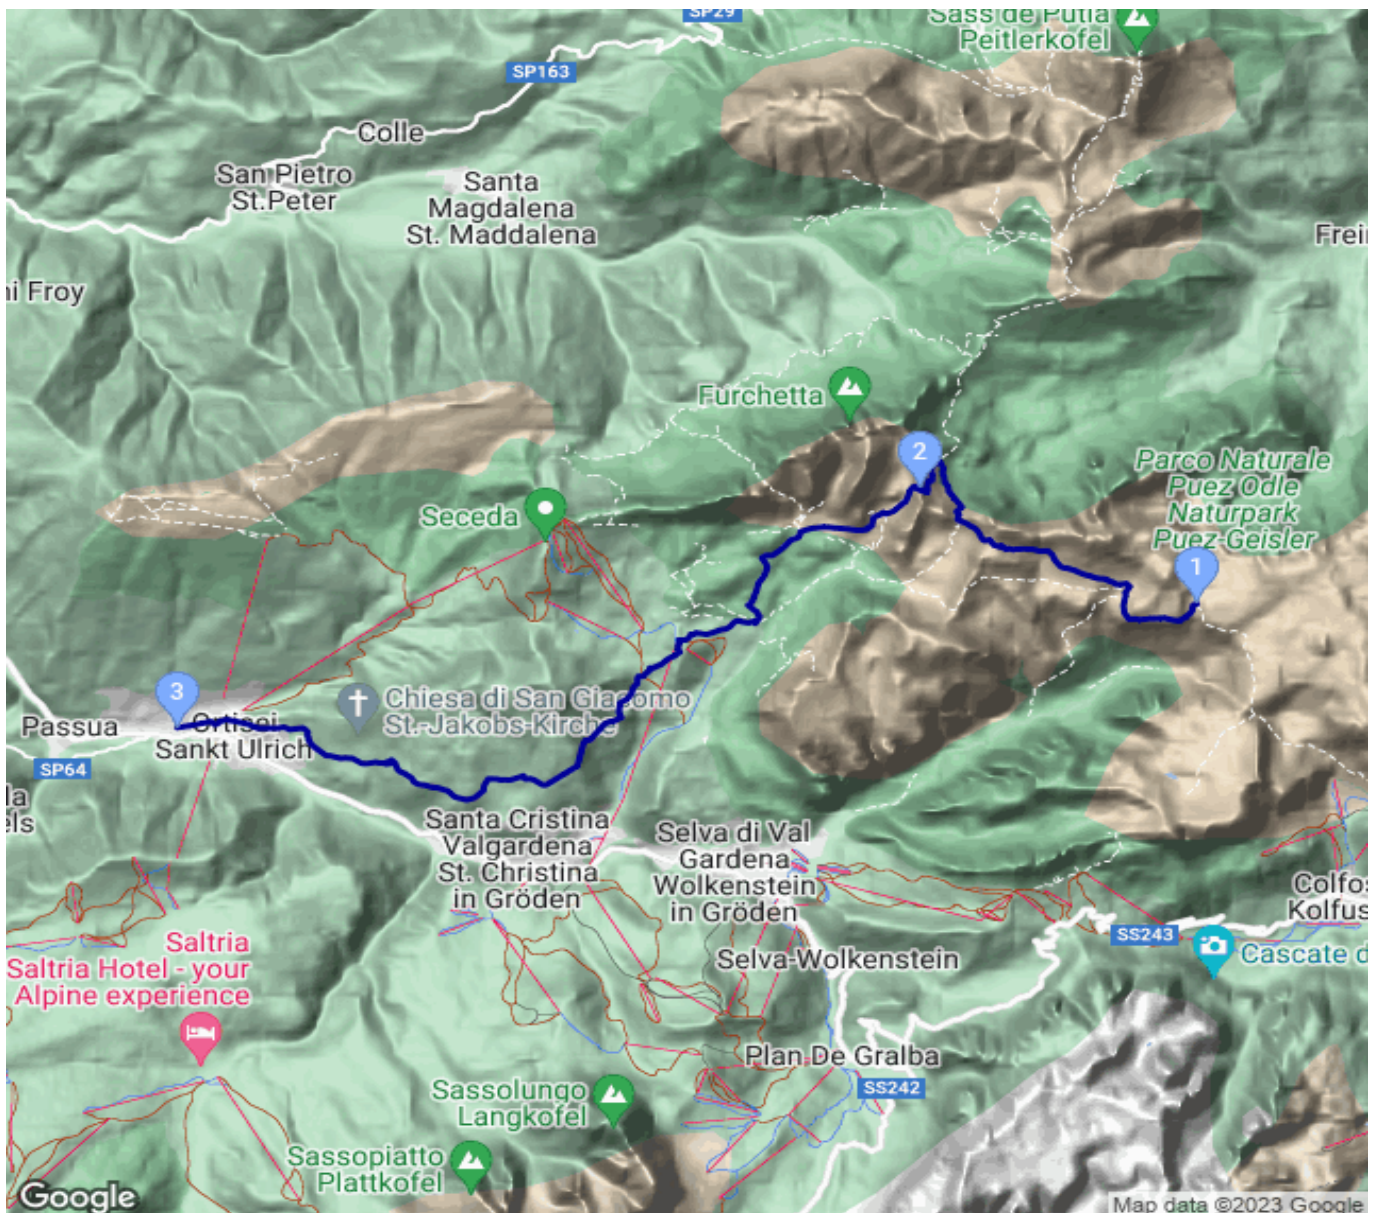 SP29
Sass de Putia
Peitlerkofel
SP163
Colle
San Pietro
St.Peter
Santa
Magdalena
St. Maddalena
Frei
ni Froy
Furchetta
2
Parco Naturale
Puez Odle
Naturpark
Puez-Geisler
1
Seceda
3
Chiesa di San Giacomo
St.-Jakobs-Kirche
Passua
Ortisei
Sankt Ulrich
SP64
la
els
Santa Cristina
Valgardena
St. Christina
in Gröden
Selva di Val
Gardena
Wolkenstein
in Gröden
Colfos
Kolfus
SS243
Cascate d
Saltria
Saltria Hotel - your
Alpine experience
Selva-Wolkenstein
Plan De Gralba
SS242
Sassolungo
Langkofel
Sassopiatto
Plattkofel
Google
Map data ©2023 Google